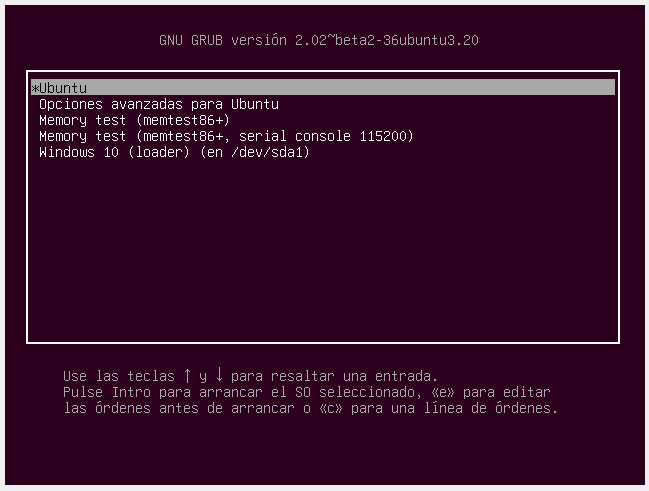 GNU GRUB versión 2.02~beta2-36ubuntu3.20
*Ubuntu
Opciones avanzadas para Ubuntu
Memory test (memtest86+)
Memory test (memtest86+, serial console 115200)
Windows 10 (loader) (en /dev/sda1)
Use las teclas ↑ y ↓ para resaltar una entrada.
Pulse Intro para arrancar el SO seleccionado, «e» para editar
las órdenes antes de arrancar o «c» para una línea de órdenes.